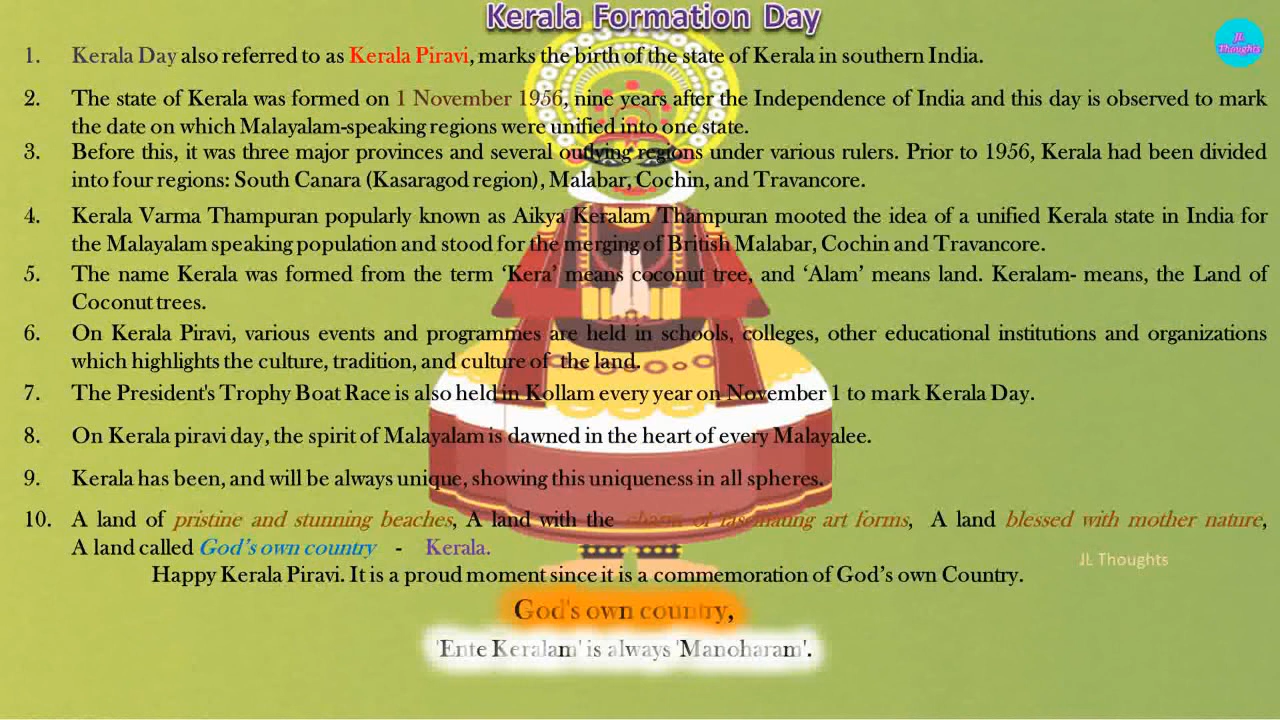 Kerala Formation Day
JL
Thoughts
1. Kerala Day also referred to as Kerala Piravi, marks the birth of the state of Kerala in southern India.
2. The state of Kerala was formed on 1 November 1956, nine years after the Independence of India and this day is observed to mark
the date on which Malayalam-speaking regions were unified into one state.
3. Before this, it was three major provinces and several outlying regions under various rulers. Prior to 1956, Kerala had been divided
into four regions: South Canara (Kasaragod region), Malabar, Cochin, and Travancore.
4. Kerala Varma Thampuran popularly known as Aikya Keralam Thampuran mooted the idea of a unified Kerala state in India for
the Malayalam speaking population and stood for the merging of British Malabar, Cochin and Travancore.
5. The name Kerala was formed from the term ‘Kera’ means coconut tree, and ‘Alam’ means land. Keralam- means, the Land of
Coconut trees.
6. On Kerala Piravi, various events and programmes are held in schools, colleges, other educational institutions and organizations
which highlights the culture, tradition, and culture of the land.
7. The President's Trophy Boat Race is also held in Kollam every year on November 1 to mark Kerala Day.
8. On Kerala piravi day, the spirit of Malayalam is dawned in the heart of every Malayalee.
9. Kerala has been, and will be always unique, showing this uniqueness in all spheres.
10. A land of pristine and stunning beaches, A land with the charm of fascinating art forms, A land blessed with mother nature,
A land called God’s own country - Kerala.
JL Thoughts
Happy Kerala Piravi. It is a proud moment since it is a commemoration of God’s own Country.
God's own country,
'Ente Keralam' is always 'Manoharam'.